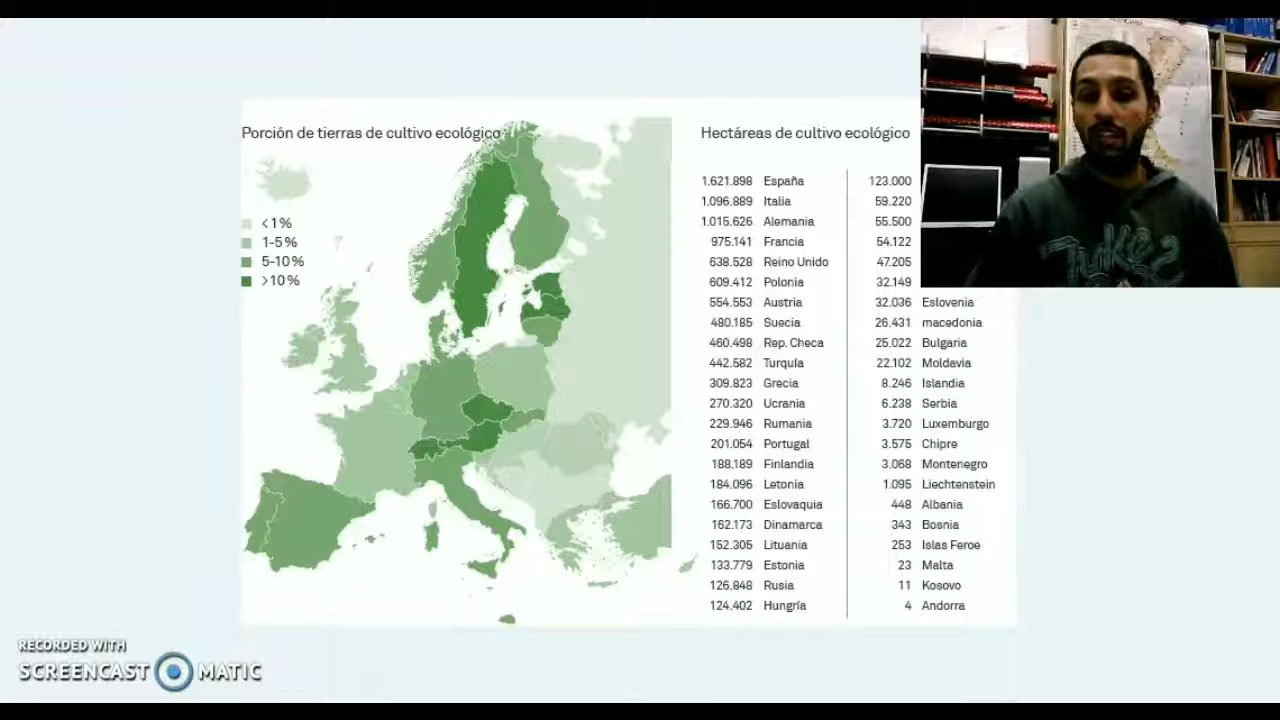 Porción de tierras de cultivo ecológico
<1%
1-5%
5-10%
>10%
Hectáreas de cultivo ecológico
1.621.898 España
1.096.889 Italia
1.015.626 Alemania
975.141 Francia
638.528 Reino Unido
609.412 Polonia
554.553 Austria
480.185 Suecia
460.498 Rep. Checa
442.582 Turquía
309.823 Grecia
270.320 Ucrania
229.946 Rumania
201.054 Portugal
188.189 Finlandia
184.096 Letonia
166.700 Eslovaquia
162.173 Dinamarca
152.305 Lituania
133.779 Estonia
126.848 Rusia
124.402 Hungría
123.000
59.220
55.500
54.122
47.205
32.149
32.036 Eslovenia
26.431 macedonia
25.022 Bulgaria
22.102 Moldavia
8.246 Islandia
6.238 Serbia
3.720 Luxemburgo
3.575 Chipre
3.068 Montenegro
1.095 Liechtenstein
448 Albania
343 Bosnia
253 Islas Feroe
23 Malta
11 Kosovo
4 Andorra
RECORDED WITH
SCREENCAST MATIC